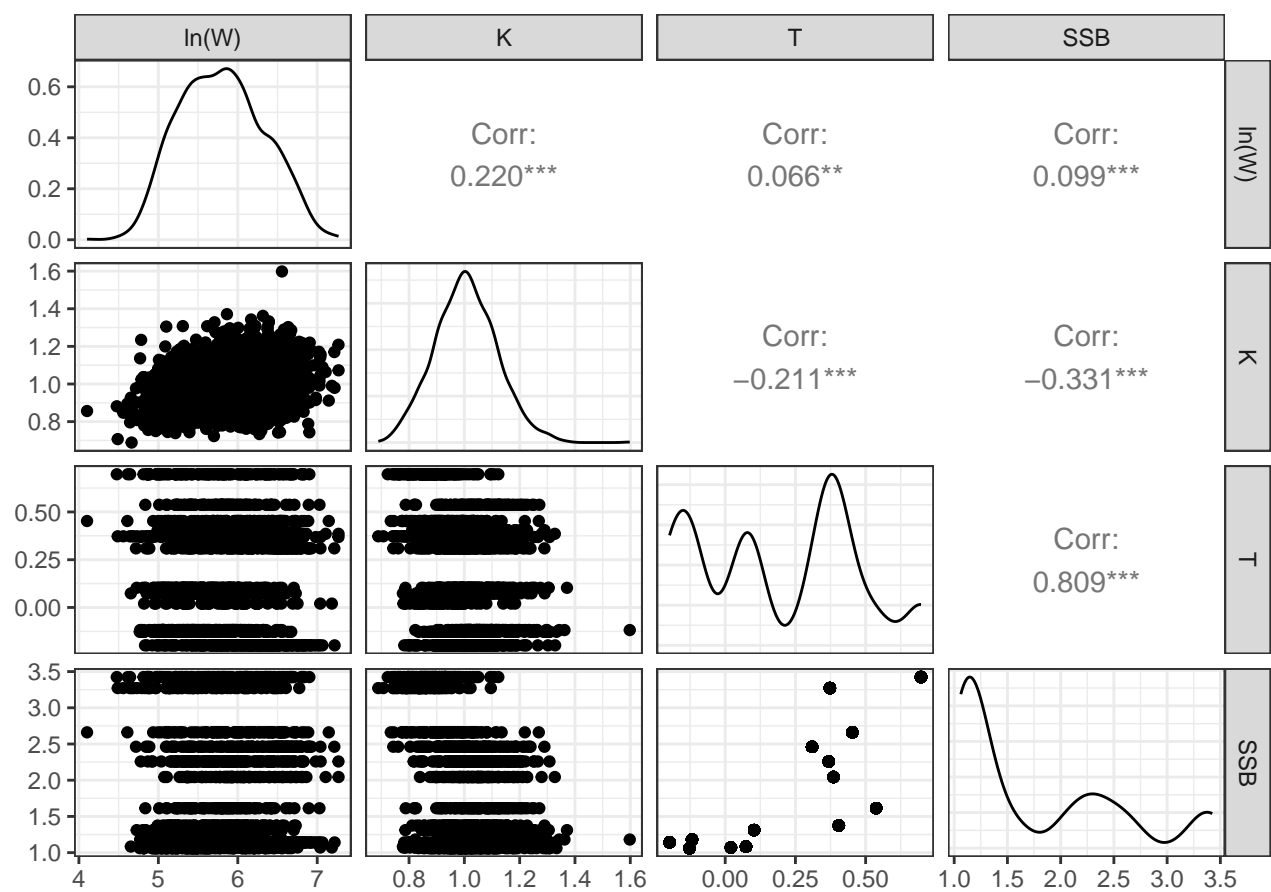 ln(W)
K
T
SSB
0.6
0.4
0.2
0.0
Corr:
0.220***
Corr:
0.066**
Corr:
0.099***
ln(W)
1.6
1.4
1.2
1.0
0.8
Corr:
−0.211***
Corr:
−0.331***
K
0.50
0.25
0.00
Corr:
0.809***
T
3.5
3.0
2.5
2.0
1.5
1.0
SSB
4 5 6 7
0.8 1.0 1.2 1.4 1.6
0.00 0.25 0.50
1.0 1.5 2.0 2.5 3.0 3.5